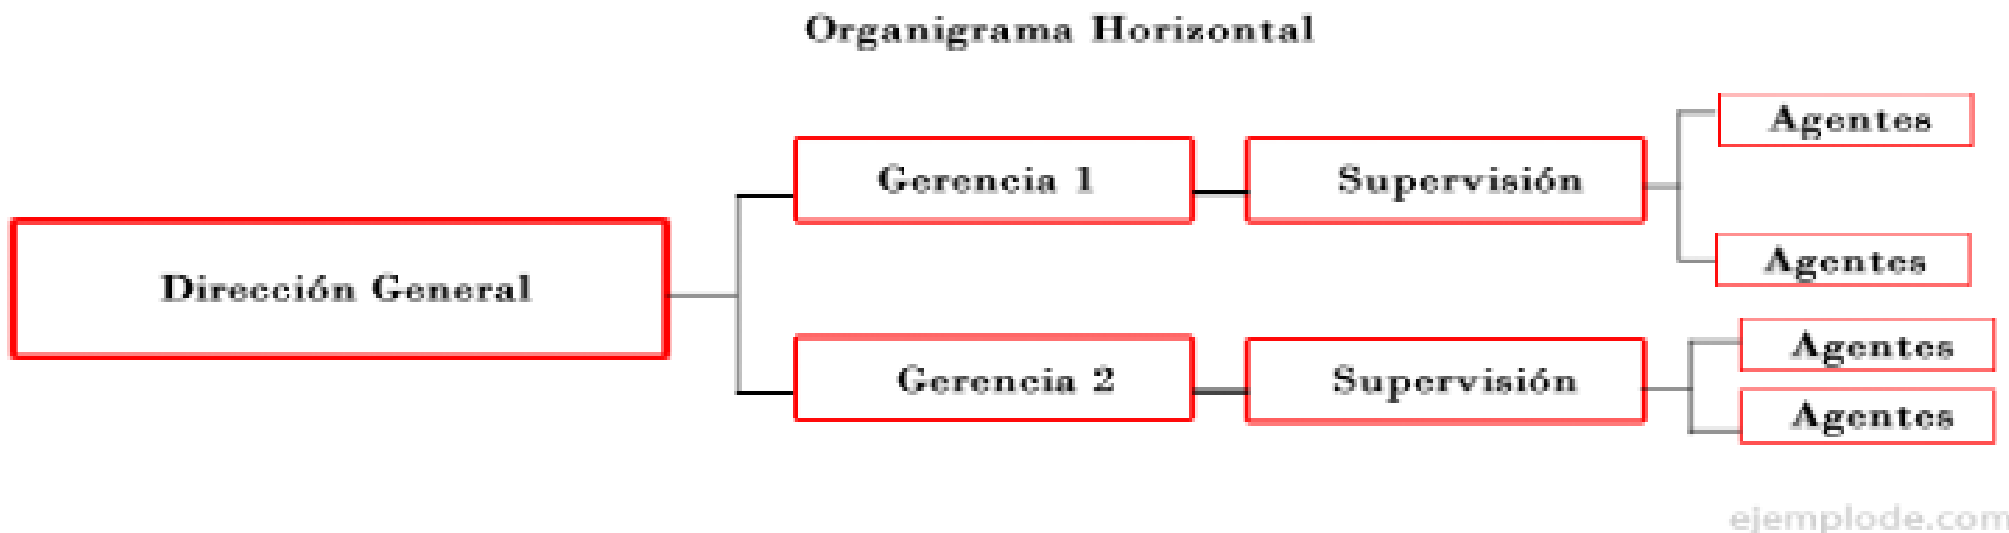 Organigrama Horizontal
Dirección General
Gerencia 1
Supervisión
Agentes
Agentes
Gerencia 2
Supervisión
Agentes
Agentes
ejemplode.com